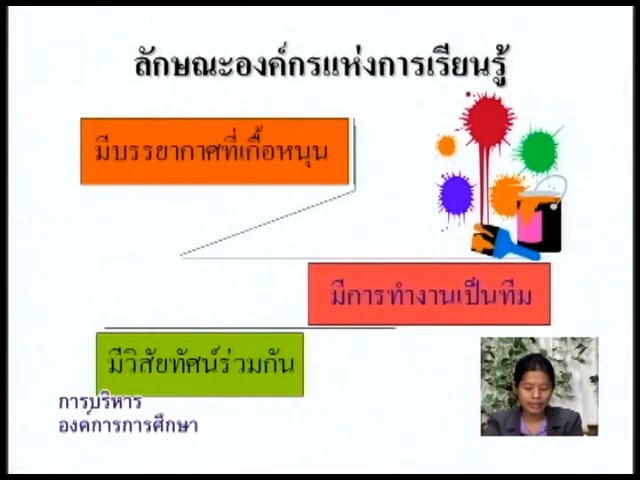 ลักษณะองค์กรแห่งการเรียนรู้
มีบรรยากาศที่เกื้อหนุน
มีการทำงานเป็นทีม
มีวิสัยทัศน์ร่วมกัน
การบริหาร
องค์การการศึกษา